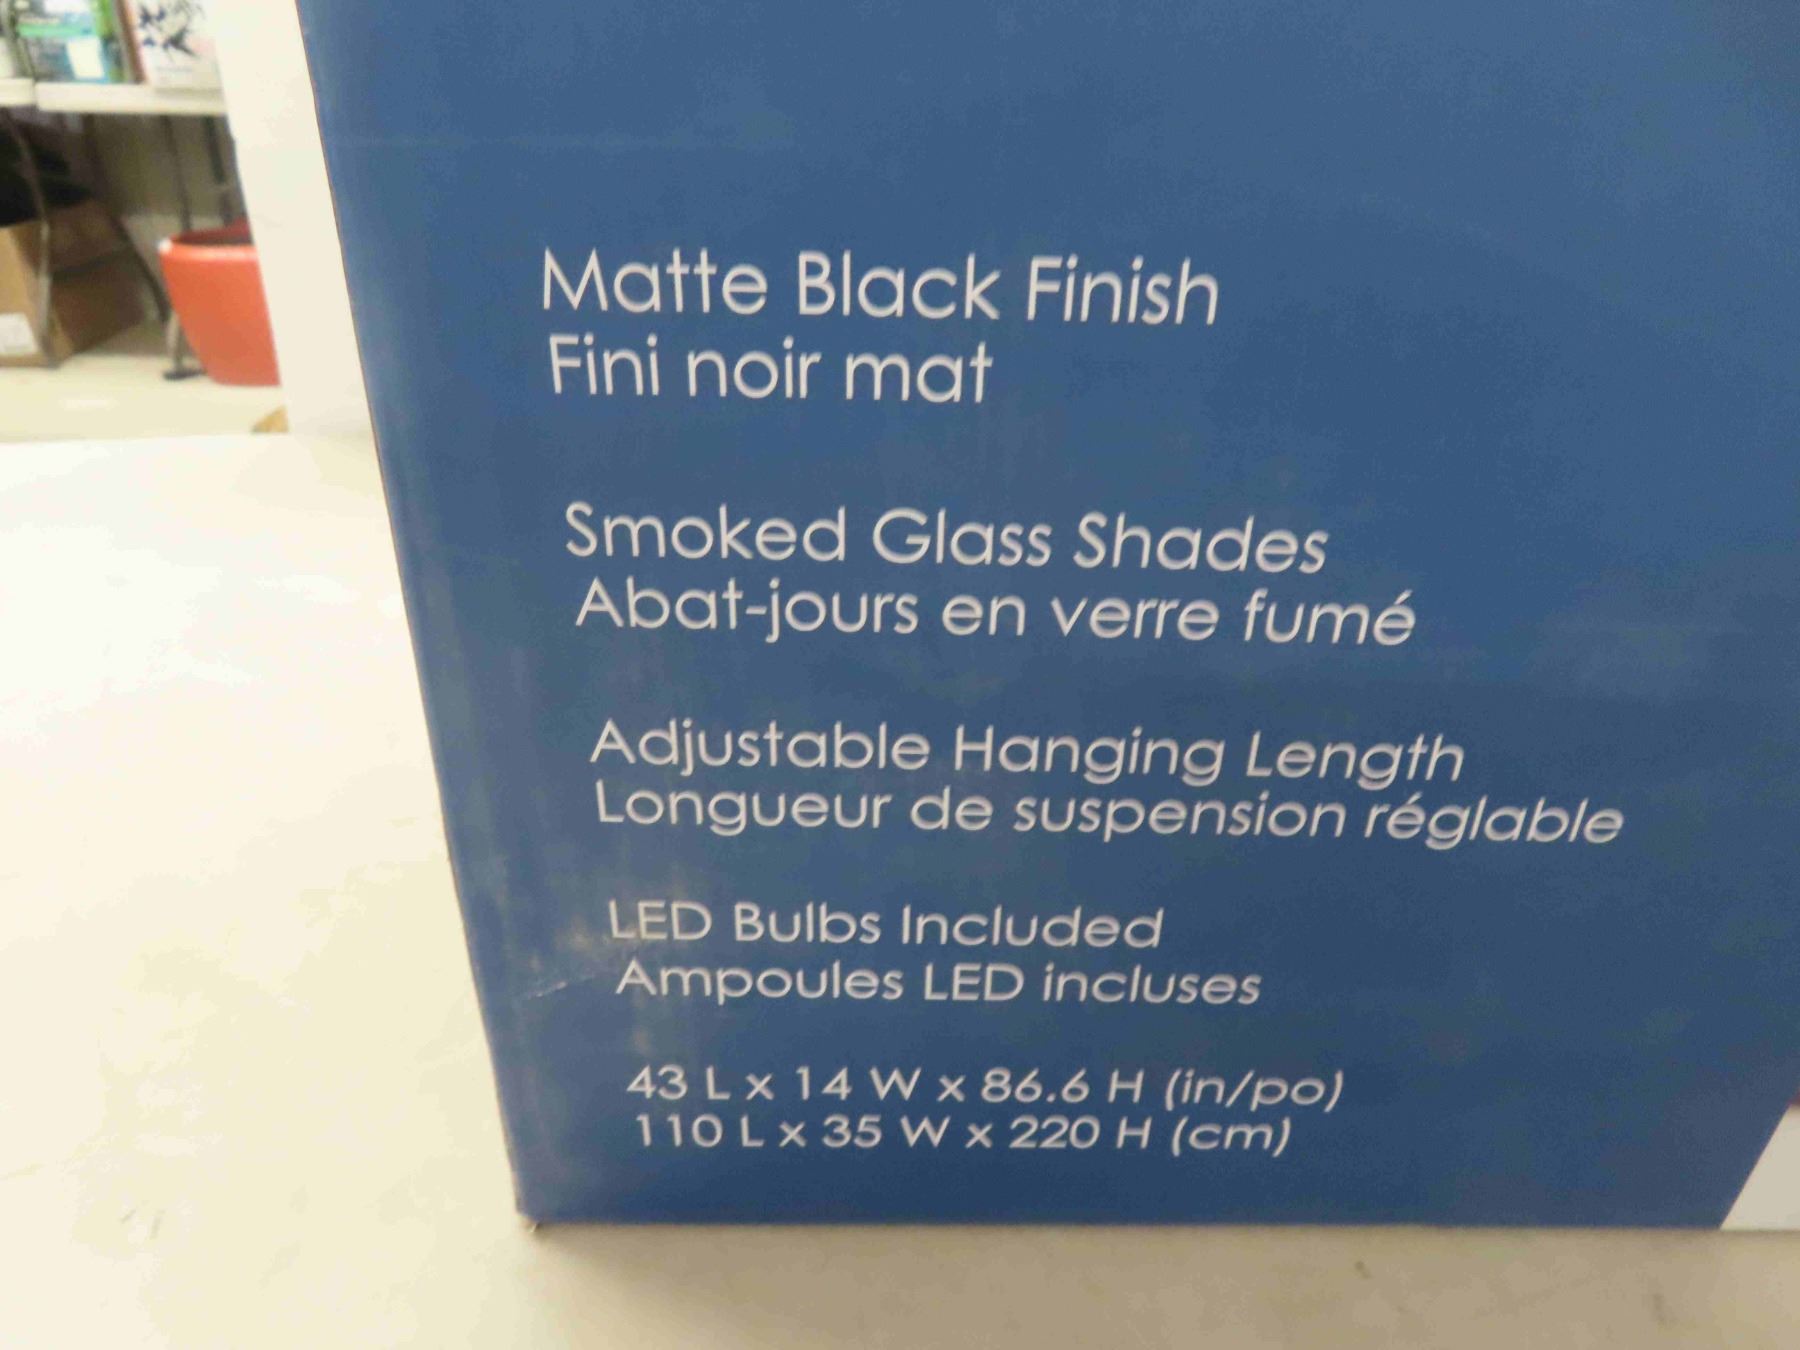 Matte Black Finish
Fini noir mat
Smoked Glass Shades
Abat-jours en verre fumé
Adjustable Hanging Length
Longueur de suspension réglable
LED Bulbs Included
Ampoules LED incluses
43 L x 14 W x 86.6 H (in/po)
110 L x 35 W x 220 H (cm)